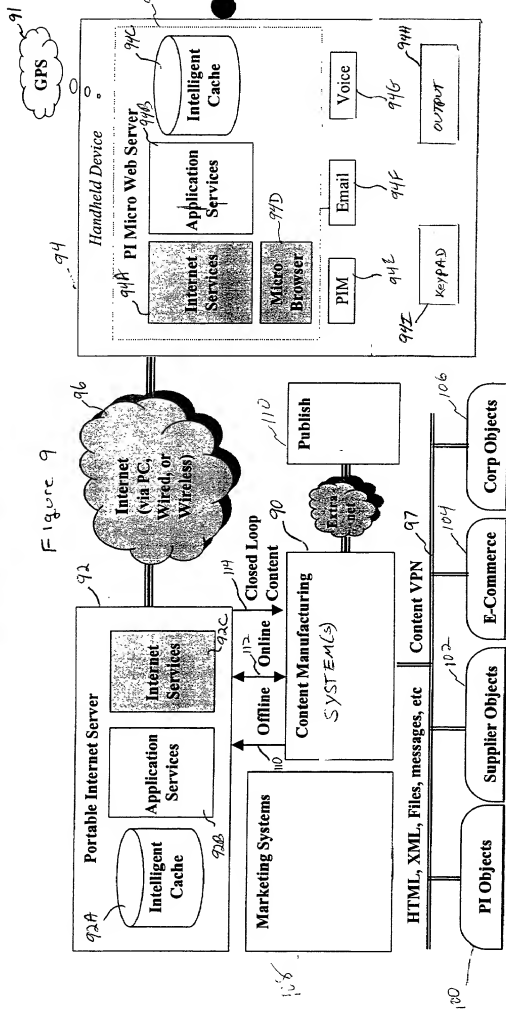 Figure 9
92
Portable Internet Server
92A
Intelligent
Cache
Application
Services
92B
Internet
Services
92C
96
Internet
(via PC,
Wired, or
Wireless)
91
GPS
94
Handheld Device
PI Micro Web Server
94A
Internet
Services
94B
Application
Services
94C
Intelligent
Cache
Micro
Browser
94D
PIM
94E
Email
94F
Voice
94G
94I
KEYPAD
OUTPUT
94H
Offline
110
Online
112
Closed Loop
Content
114
Marketing Systems
108
Content Manufacturing
SYSTEM(s)
90
Extra
net
Publish
110
HTML, XML, Files, messages, etc
Content VPN
97
PI Objects
100
Supplier Objects
102
E-Commerce
104
Corp Objects
106